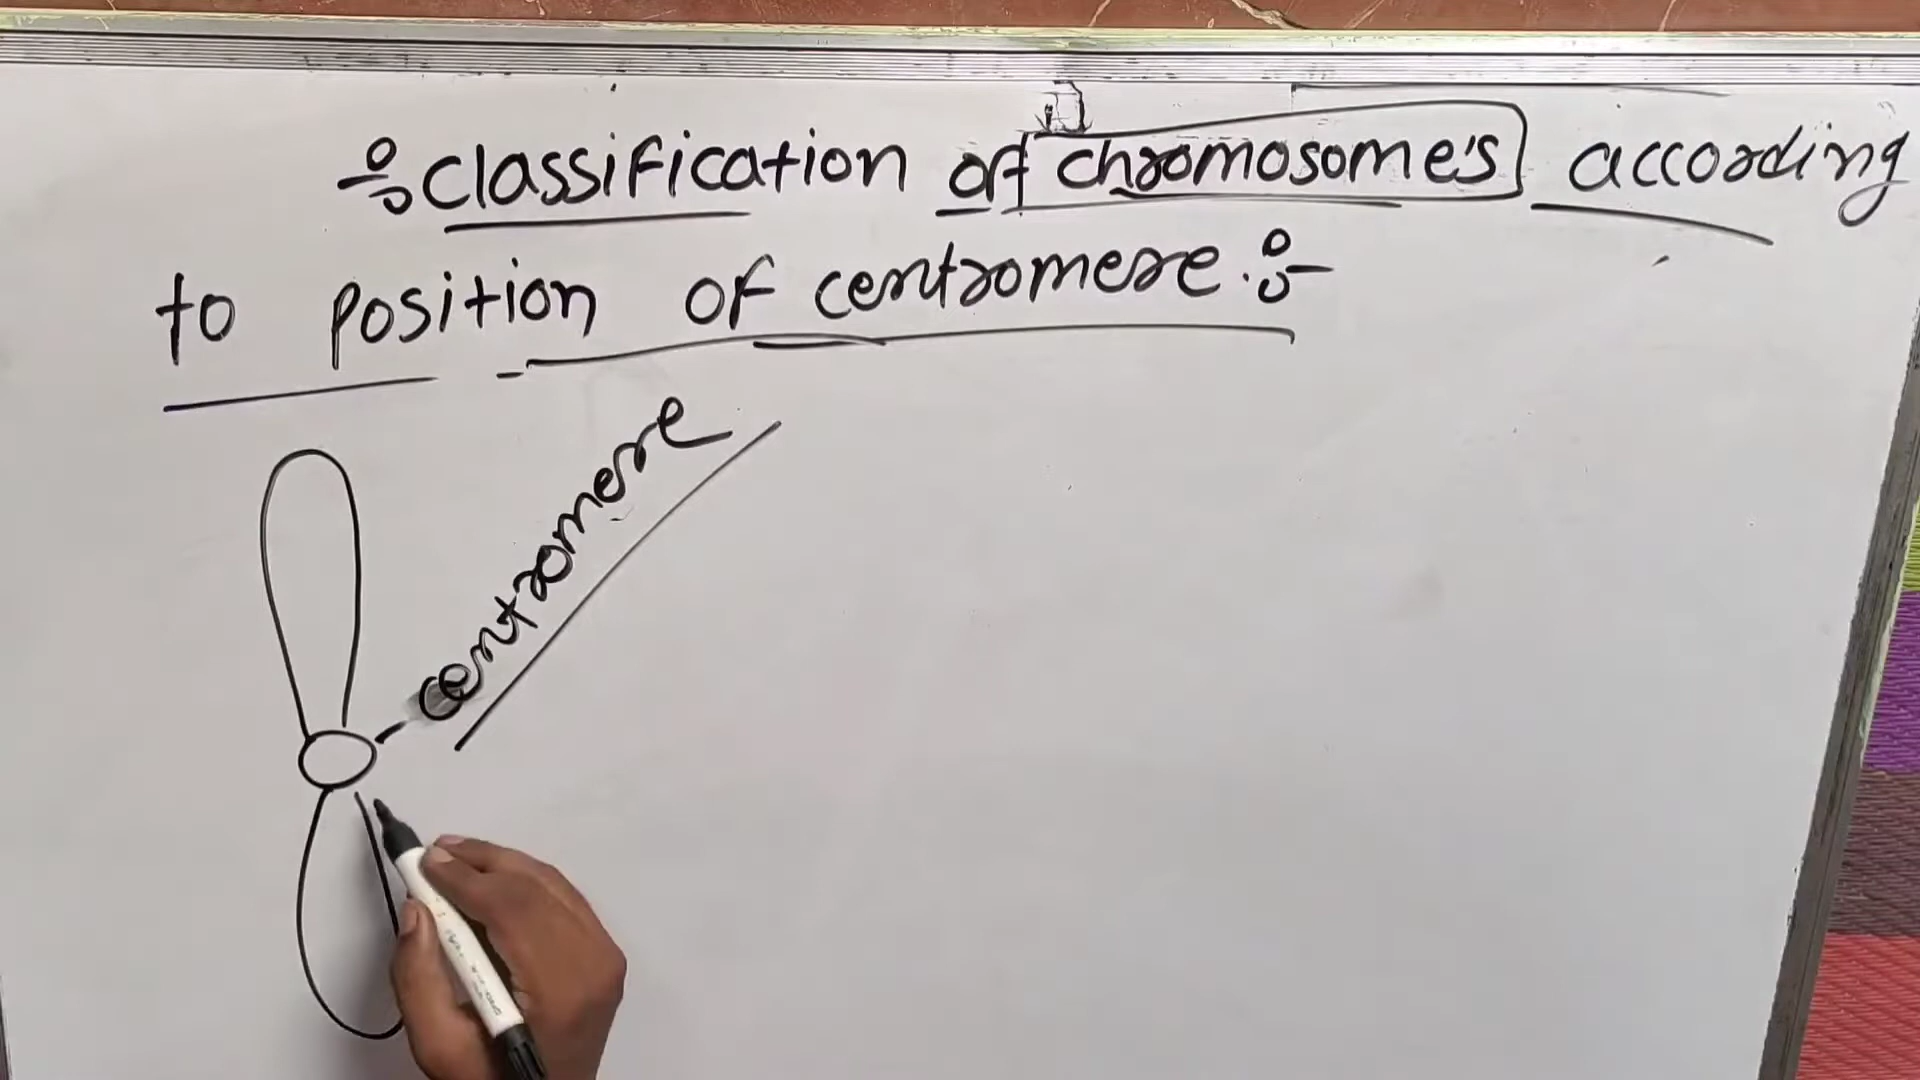 classification of chromosome's according
to position of centromere :-
centromere